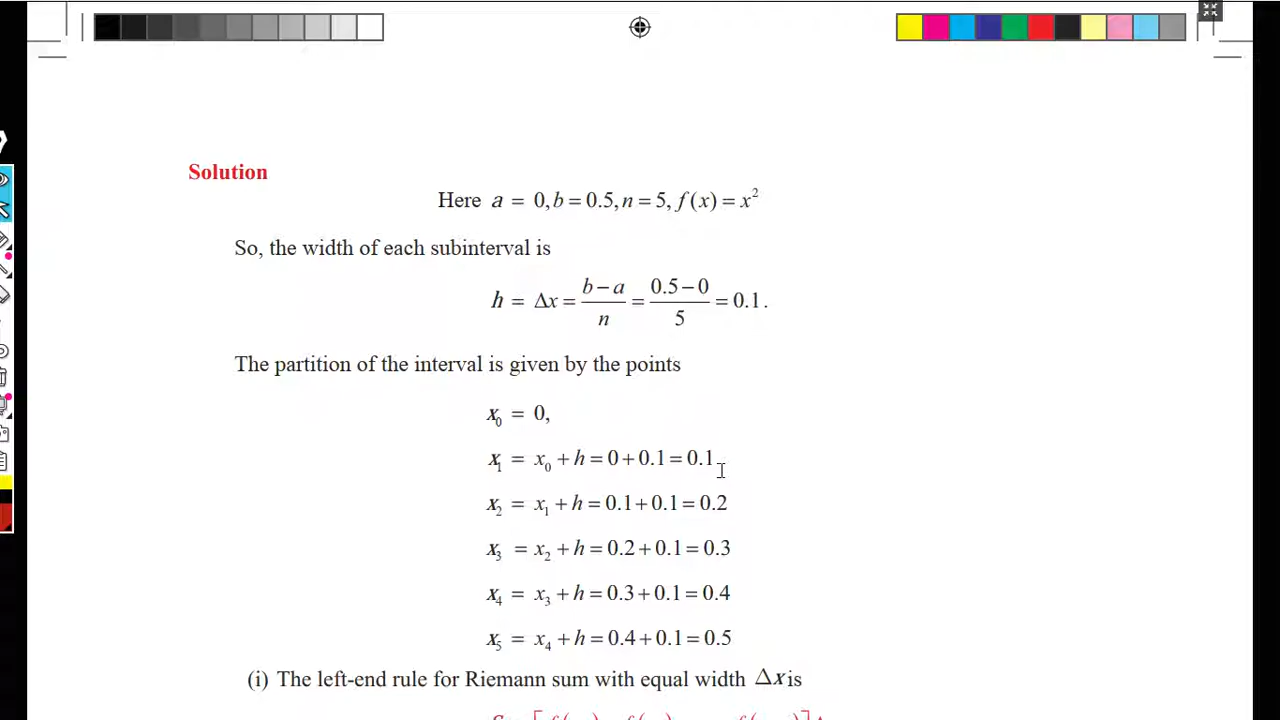 Solution
Here a = 0, b = 0.5, n = 5, f(x) = x²
So, the width of each subinterval is
h = Δx = (b − a)/n = (0.5 − 0)/5 = 0.1.
The partition of the interval is given by the points
x₀ = 0,
x₁ = x₀ + h = 0 + 0.1 = 0.1
x₂ = x₁ + h = 0.1 + 0.1 = 0.2
x₃ = x₂ + h = 0.2 + 0.1 = 0.3
x₄ = x₃ + h = 0.3 + 0.1 = 0.4
x₅ = x₄ + h = 0.4 + 0.1 = 0.5
(i) The left-end rule for Riemann sum with equal width Δx is